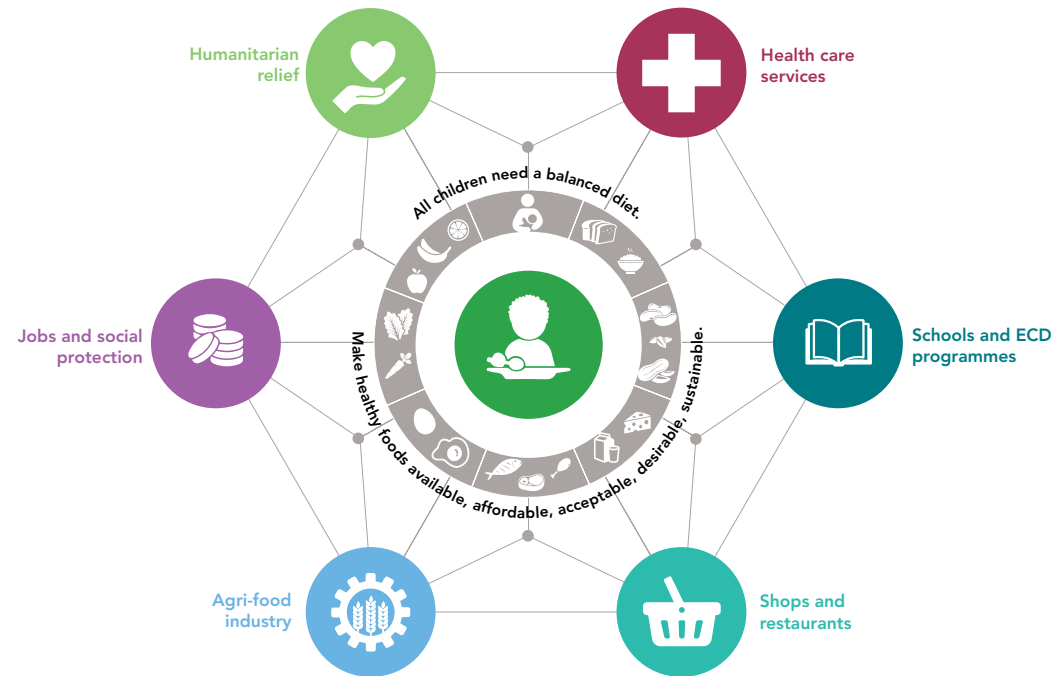 Humanitarian
relief
Health care
services
All children need a balanced diet.
Jobs and social
protection
Schools and ECD
programmes
Make healthy foods available, affordable, acceptable, desirable, sustainable.
Agri-food
industry
Shops and
restaurants